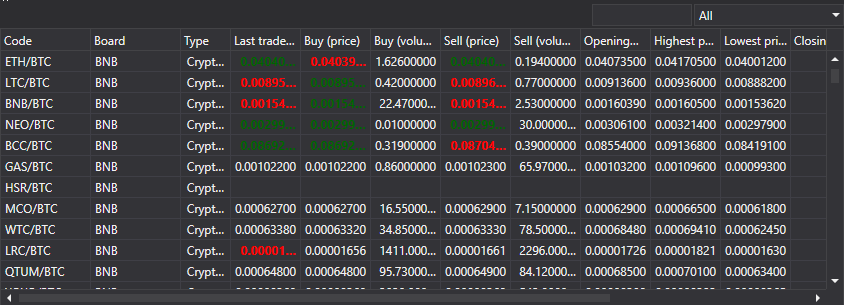 All
Code Board Type Last trade... Buy (price) Buy (volu... Sell (price) Sell (volu... Opening... Highest p... Lowest pri... Closin
ETH/BTC BNB Crypt... 0.04040... 0.04039... 1.62600000 0.04040... 0.19400000 0.04073500 0.04170500 0.04001200
LTC/BTC BNB Crypt... 0.00895... 0.00895... 0.42000000 0.00896... 0.77000000 0.00913600 0.00936000 0.00888200
BNB/BTC BNB Crypt... 0.00154... 0.00154... 22.47000... 0.00154... 2.53000000 0.00160390 0.00160500 0.00153620
NEO/BTC BNB Crypt... 0.00299... 0.00299... 0.01000000 0.00299... 30.00000... 0.00306100 0.00321400 0.00297900
BCC/BTC BNB Crypt... 0.08692... 0.08692... 0.31900000 0.08704... 0.39000000 0.08554000 0.09136800 0.08419100
GAS/BTC BNB Crypt... 0.00102200 0.00102200 0.86000000 0.00102300 65.97000... 0.00103200 0.00109600 0.00099300
HSR/BTC BNB Crypt...
MCO/BTC BNB Crypt... 0.00062700 0.00062700 16.55000... 0.00062900 7.15000000 0.00062900 0.00066500 0.00061800
WTC/BTC BNB Crypt... 0.00063380 0.00063320 34.85000... 0.00063330 78.50000... 0.00068480 0.00069410 0.00062450
LRC/BTC BNB Crypt... 0.00001... 0.00001656 1411.000... 0.00001661 2296.000... 0.00001726 0.00001821 0.00001630
QTUM/BTC BNB Crypt... 0.00064800 0.00064800 95.73000... 0.00064900 84.12000... 0.00068500 0.00070100 0.00063400